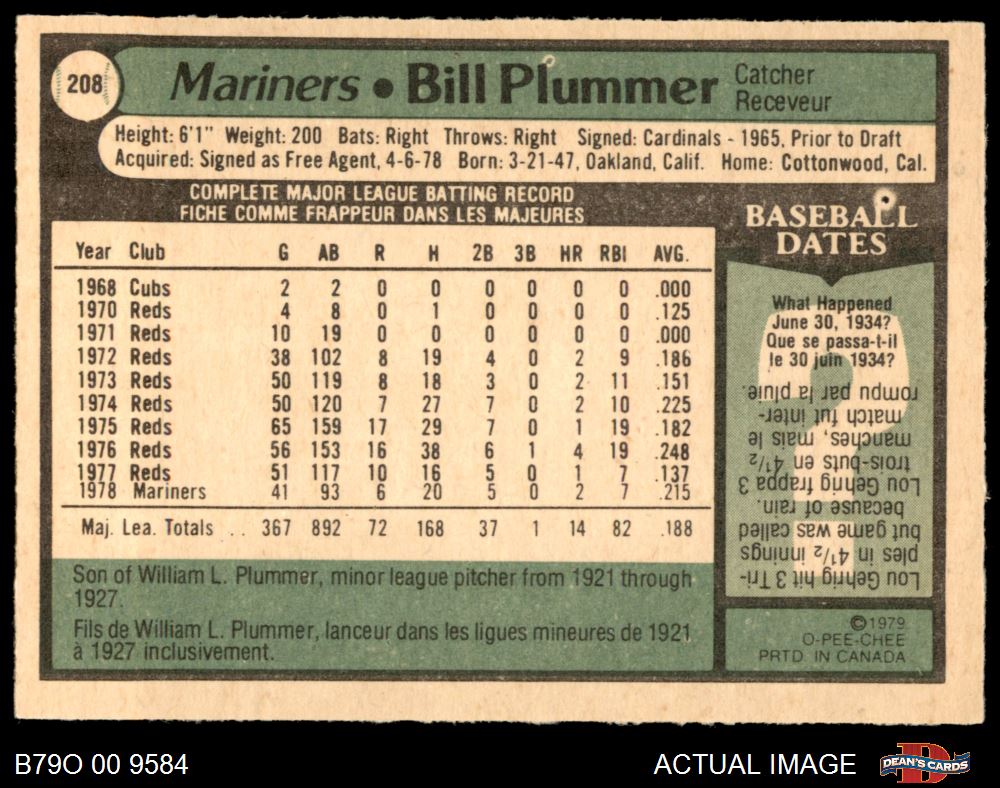 208
Mariners • Bill Plummer
Catcher
Receveur
Height: 6'1" Weight: 200 Bats: Right Throws: Right Signed: Cardinals - 1965, Prior to Draft
Acquired: Signed as Free Agent, 4-6-78 Born: 3-21-47, Oakland, Calif. Home: Cottonwood, Cal.
COMPLETE MAJOR LEAGUE BATTING RECORD
FICHE COMME FRAPPEUR DANS LES MAJEURES
Year Club G AB R H 2B 3B HR RBI AVG.
1968 Cubs 2 2 0 0 0 0 0 0 .000
1970 Reds 4 8 0 1 0 0 0 0 .125
1971 Reds 10 19 0 0 0 0 0 0 .000
1972 Reds 38 102 8 19 4 0 2 9 .186
1973 Reds 50 119 8 18 3 0 2 11 .151
1974 Reds 50 120 7 27 7 0 2 10 .225
1975 Reds 65 159 17 29 7 0 1 19 .182
1976 Reds 56 153 16 38 6 1 4 19 .248
1977 Reds 51 117 10 16 5 0 1 7 .137
1978 Mariners 41 93 6 20 5 0 2 7 .215
Maj. Lea. Totals . . 367 892 72 168 37 1 14 82 .188
Son of William L. Plummer, minor league pitcher from 1921 through
1927.
Fils de William L. Plummer, lanceur dans les ligues mineures de 1921
à 1927 inclusivement.
BASEBALL
DATES
What Happened
June 30, 1934?
Que se passa-t-il
le 30 juin 1934?
Lou Gehrig hit 3 Tri-
ples in 4½ innings
but game was called
because of rain.
Lou Gehrig frappa 3
trois-buts en 4½
manches, mais le
match fut inter-
rompu par la pluie.
©1979
O-PEE-CHEE
PRTD IN CANADA
B79O 00 9584
ACTUAL IMAGE
D
DEAN'S CARDS